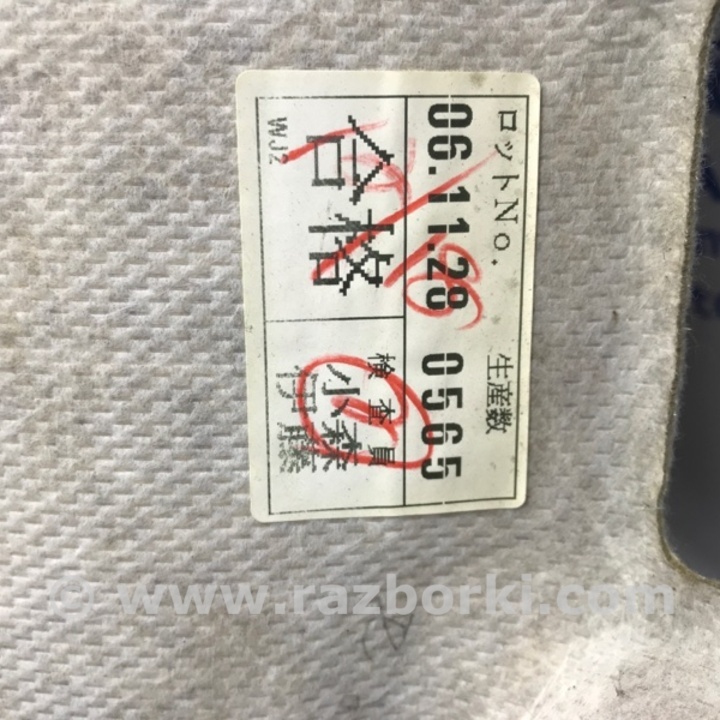 ロットNo. 生産数
06.11.28 0565
合格 検査員
小森
伊藤
WJ2
© www.razborki.com